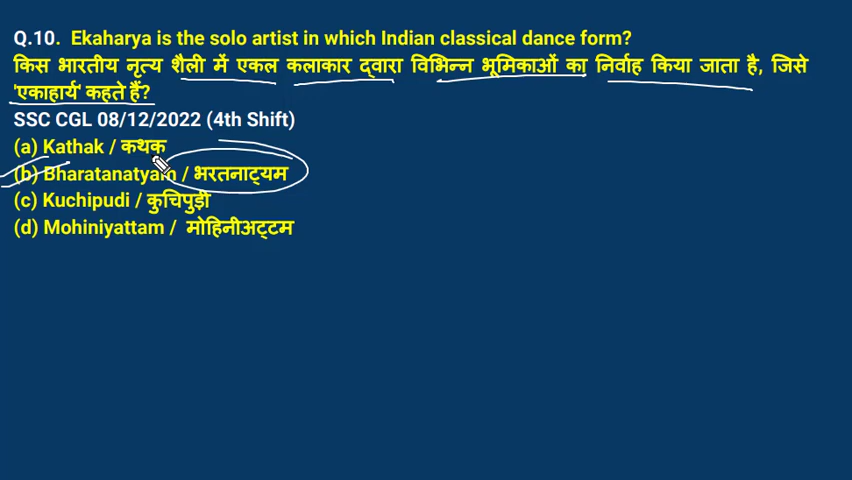 Q.10. Ekaharya is the solo artist in which Indian classical dance form?
किस भारतीय नृत्य शैली में एकल कलाकार द्वारा विभिन्न भूमिकाओं का निर्वाह किया जाता है, जिसे
'एकाहार्य' कहते हैं?
SSC CGL 08/12/2022 (4th Shift)
(a) Kathak / कथक
(b) Bharatanatyam / भरतनाट्यम
(c) Kuchipudi / कुचिपुड़ी
(d) Mohiniyattam / मोहिनीअट्टम